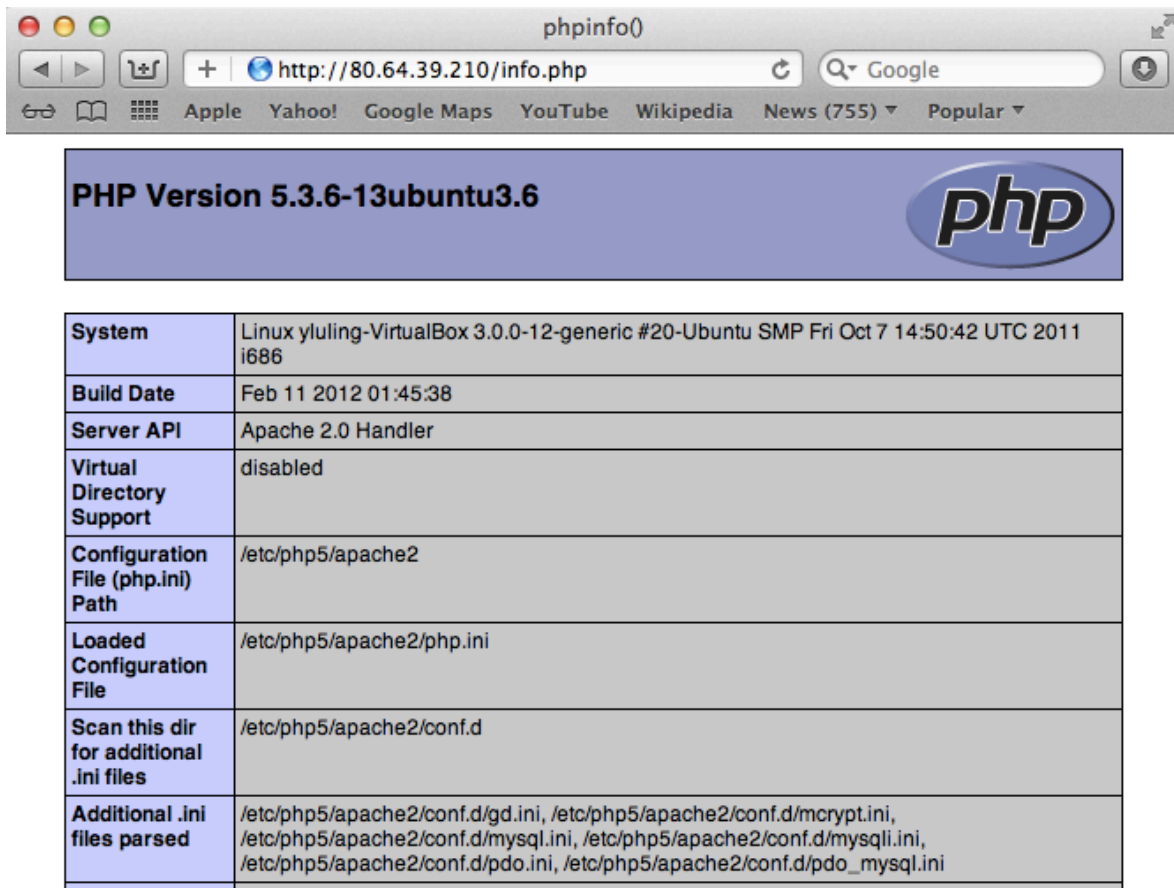 phpinfo()
http://80.64.39.210/info.php
Google
Apple Yahoo! Google Maps YouTube Wikipedia News (755) Popular
PHP Version 5.3.6-13ubuntu3.6
php
System
Linux yluling-VirtualBox 3.0.0-12-generic #20-Ubuntu SMP Fri Oct 7 14:50:42 UTC 2011
i686
Build Date
Feb 11 2012 01:45:38
Server API
Apache 2.0 Handler
Virtual
Directory
Support
disabled
Configuration
File (php.ini)
Path
/etc/php5/apache2
Loaded
Configuration
File
/etc/php5/apache2/php.ini
Scan this dir
for additional
.ini files
/etc/php5/apache2/conf.d
Additional .ini
files parsed
/etc/php5/apache2/conf.d/gd.ini, /etc/php5/apache2/conf.d/mcrypt.ini,
/etc/php5/apache2/conf.d/mysql.ini, /etc/php5/apache2/conf.d/mysqli.ini,
/etc/php5/apache2/conf.d/pdo.ini, /etc/php5/apache2/conf.d/pdo_mysql.ini